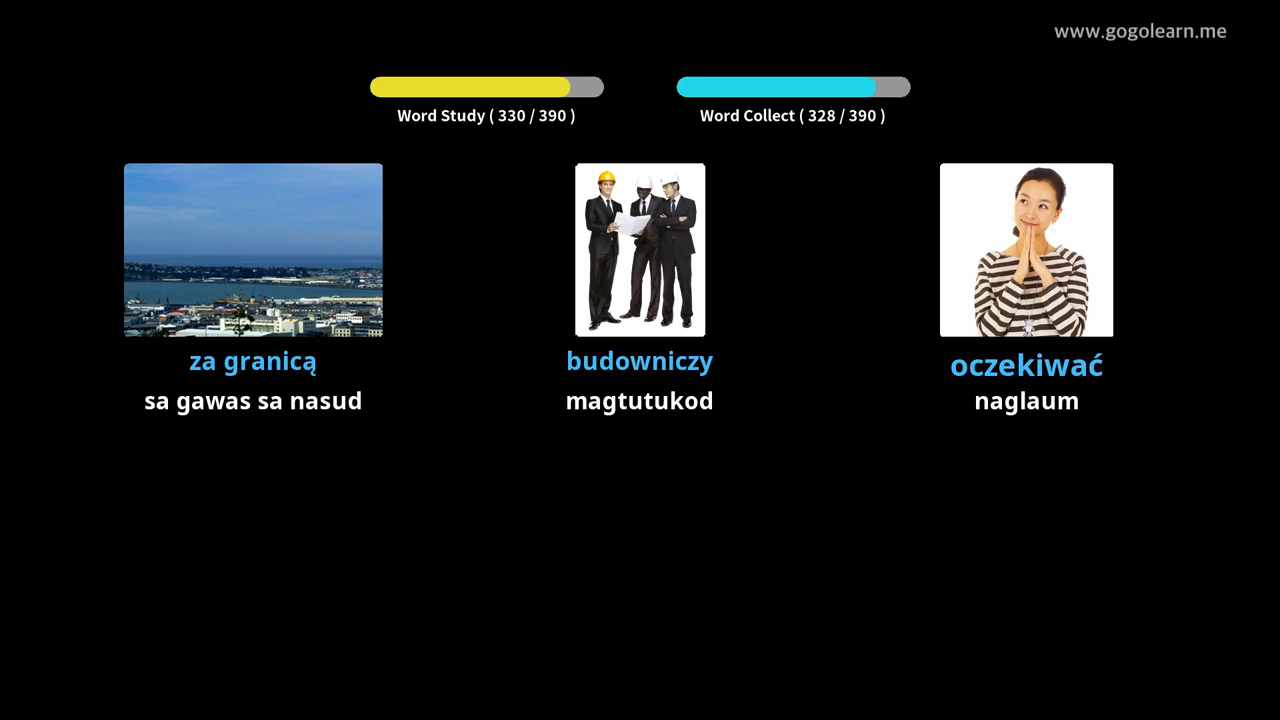 www.gogolearn.me
Word Study ( 330 / 390 )
Word Collect ( 328 / 390 )
za granicą
sa gawas sa nasud
budowniczy
magtutukod
oczekiwać
naglaum